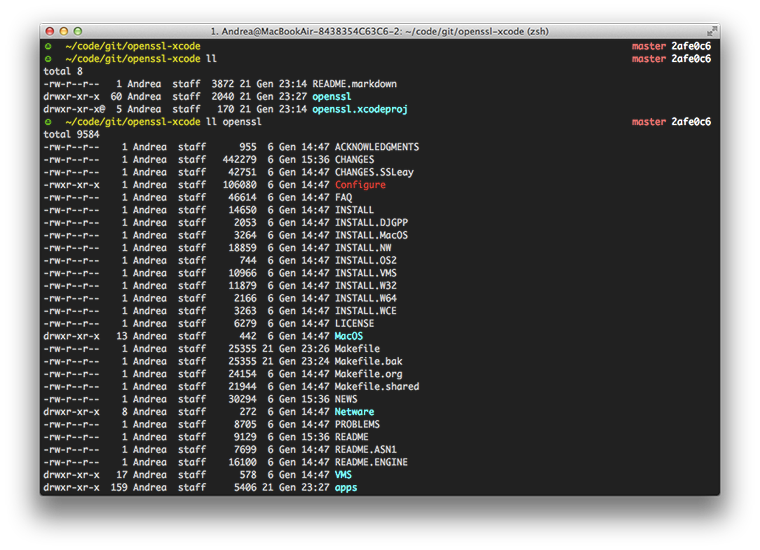 1. Andrea@MacBookAir-8438354C63C6-2: ~/code/git/openssl-xcode (zsh)
~/code/git/openssl-xcode master 2afe0c6
~/code/git/openssl-xcode ll
total 8
-rw-r--r-- 1 Andrea staff 3872 21 Gen 23:14 README.markdown
drwxr-xr-x 60 Andrea staff 2040 21 Gen 23:27 openssl
drwxr-xr-x@ 5 Andrea staff 170 21 Gen 23:14 openssl.xcodeproj
~/code/git/openssl-xcode ll openssl master 2afe0c6
total 9584
-rw-r--r-- 1 Andrea staff 955 6 Gen 14:47 ACKNOWLEDGMENTS
-rw-r--r-- 1 Andrea staff 442279 6 Gen 15:36 CHANGES
-rw-r--r-- 1 Andrea staff 42751 6 Gen 14:47 CHANGES.SSLeay
-rwxr-xr-x 1 Andrea staff 106080 6 Gen 14:47 Configure
-rw-r--r-- 1 Andrea staff 46614 6 Gen 14:47 FAQ
-rw-r--r-- 1 Andrea staff 14650 6 Gen 14:47 INSTALL
-rw-r--r-- 1 Andrea staff 2053 6 Gen 14:47 INSTALL.DJGPP
-rw-r--r-- 1 Andrea staff 3264 6 Gen 14:47 INSTALL.MacOS
-rw-r--r-- 1 Andrea staff 18859 6 Gen 14:47 INSTALL.NW
-rw-r--r-- 1 Andrea staff 744 6 Gen 14:47 INSTALL.OS2
-rw-r--r-- 1 Andrea staff 10966 6 Gen 14:47 INSTALL.VMS
-rw-r--r-- 1 Andrea staff 11879 6 Gen 14:47 INSTALL.W32
-rw-r--r-- 1 Andrea staff 2166 6 Gen 14:47 INSTALL.W64
-rw-r--r-- 1 Andrea staff 3263 6 Gen 14:47 INSTALL.WCE
-rw-r--r-- 1 Andrea staff 6279 6 Gen 14:47 LICENSE
drwxr-xr-x 13 Andrea staff 442 6 Gen 14:47 MacOS
-rw-r--r-- 1 Andrea staff 25355 21 Gen 23:26 Makefile
-rw-r--r-- 1 Andrea staff 25355 21 Gen 23:24 Makefile.bak
-rw-r--r-- 1 Andrea staff 24154 6 Gen 14:47 Makefile.org
-rw-r--r-- 1 Andrea staff 21944 6 Gen 14:47 Makefile.shared
-rw-r--r-- 1 Andrea staff 30294 6 Gen 15:36 NEWS
drwxr-xr-x 8 Andrea staff 272 6 Gen 14:47 Netware
-rw-r--r-- 1 Andrea staff 8705 6 Gen 14:47 PROBLEMS
-rw-r--r-- 1 Andrea staff 9129 6 Gen 15:36 README
-rw-r--r-- 1 Andrea staff 7699 6 Gen 14:47 README.ASN1
-rw-r--r-- 1 Andrea staff 16100 6 Gen 14:47 README.ENGINE
drwxr-xr-x 17 Andrea staff 578 6 Gen 14:47 VMS
drwxr-xr-x 159 Andrea staff 5406 21 Gen 23:27 apps